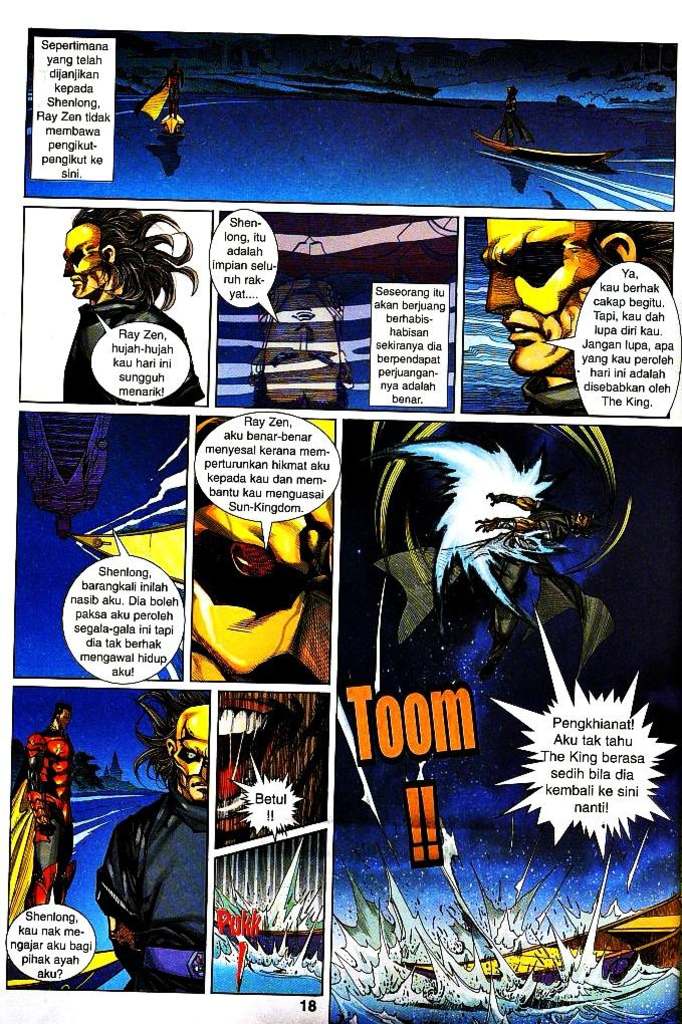 Sepertimana
yang telah
dijanjikan
kepada
Shenlong,
Ray Zen tidak
membawa
pengikut-
pengikut ke
sini.
Ray Zen,
hujah-hujah
kau hari ini
sungguh
menarik!
Shen-
long, itu
adalah
impian selu-
ruh rak-
yat....
Seseorang itu
akan berjuang
berhabis-
habisan
sekiranya dia
berpendapat
perjuangan-
nya adalah
benar.
Ya,
kau berhak
cakap begitu.
Tapi, kau dah
lupa diri kau.
Jangan lupa, apa
yang kau peroleh
hari ini adalah
disebabkan oleh
The King.
Shenlong,
barangkali inilah
nasib aku. Dia boleh
paksa aku peroleh
segala-gala ini tapi
dia tak berhak
mengawal hidup
aku!
Ray Zen,
aku benar-benar
menyesal kerana mem-
perturunkan hikmat aku
kepada kau dan mem-
bantu kau menguasai
Sun-Kingdom.
Shenlong,
kau nak me-
ngajar aku bagi
pihak ayah
aku?
Betul
!!
Pukk
!
Toom
!!
Pengkhianat!
Aku tak tahu
The King berasa
sedih bila dia
kembali ke sini
nanti!
18